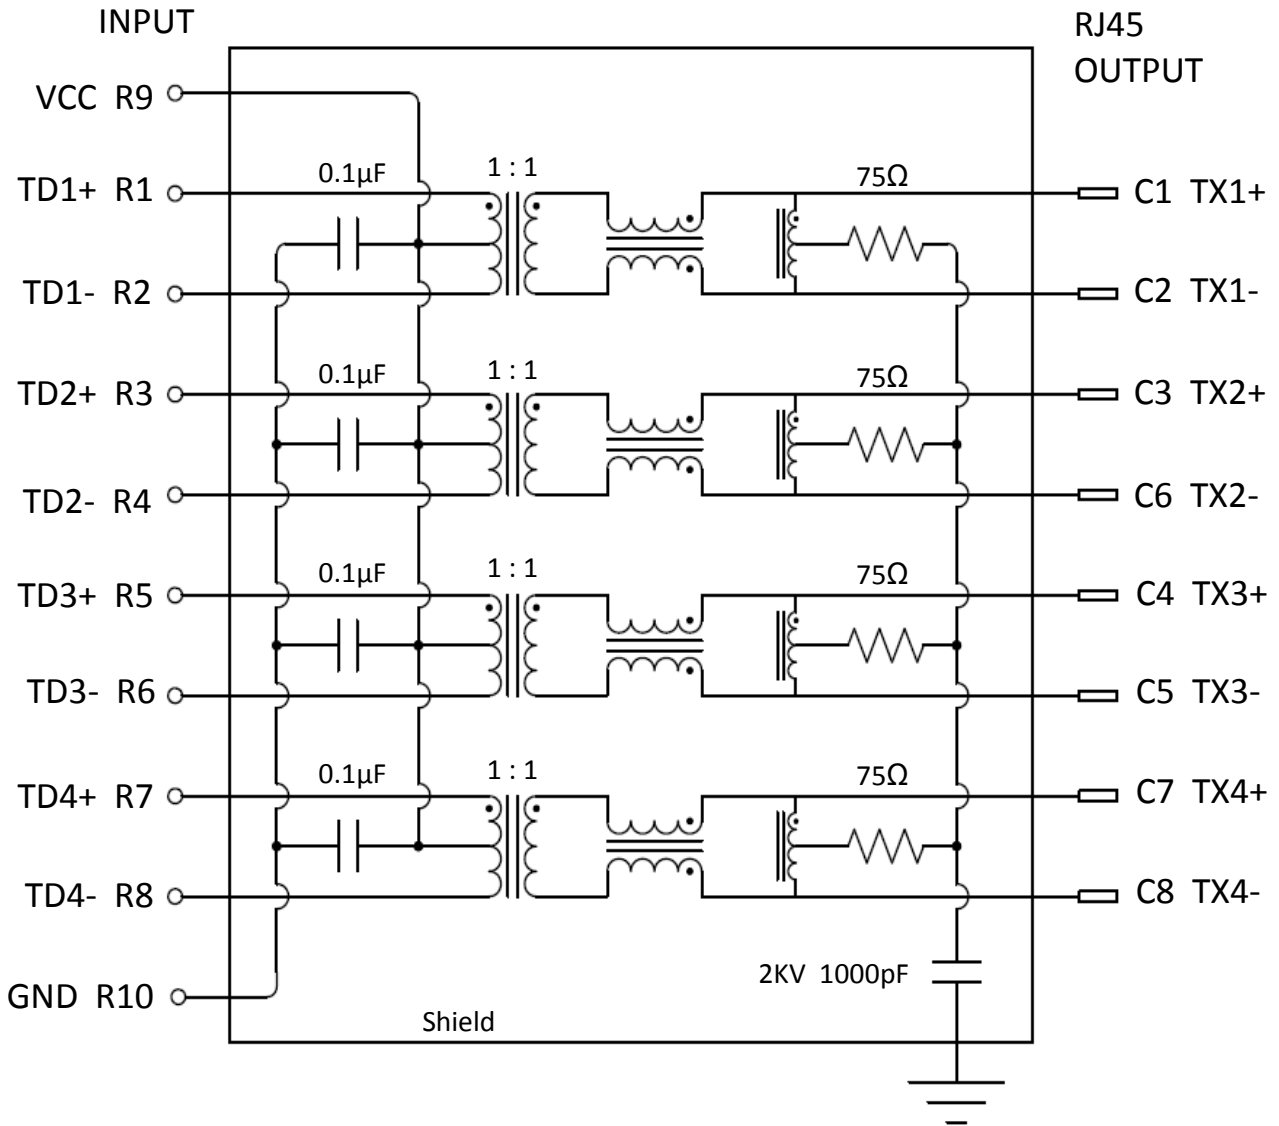 INPUT
RJ45
OUTPUT
VCC R9
0.1µF
1 : 1
75Ω
TD1+ R1
C1 TX1+
TD1- R2
C2 TX1-
0.1µF
1 : 1
75Ω
TD2+ R3
C3 TX2+
TD2- R4
C6 TX2-
0.1µF
1 : 1
75Ω
TD3+ R5
C4 TX3+
TD3- R6
C5 TX3-
0.1µF
1 : 1
75Ω
TD4+ R7
C7 TX4+
TD4- R8
C8 TX4-
2KV 1000pF
GND R10
Shield